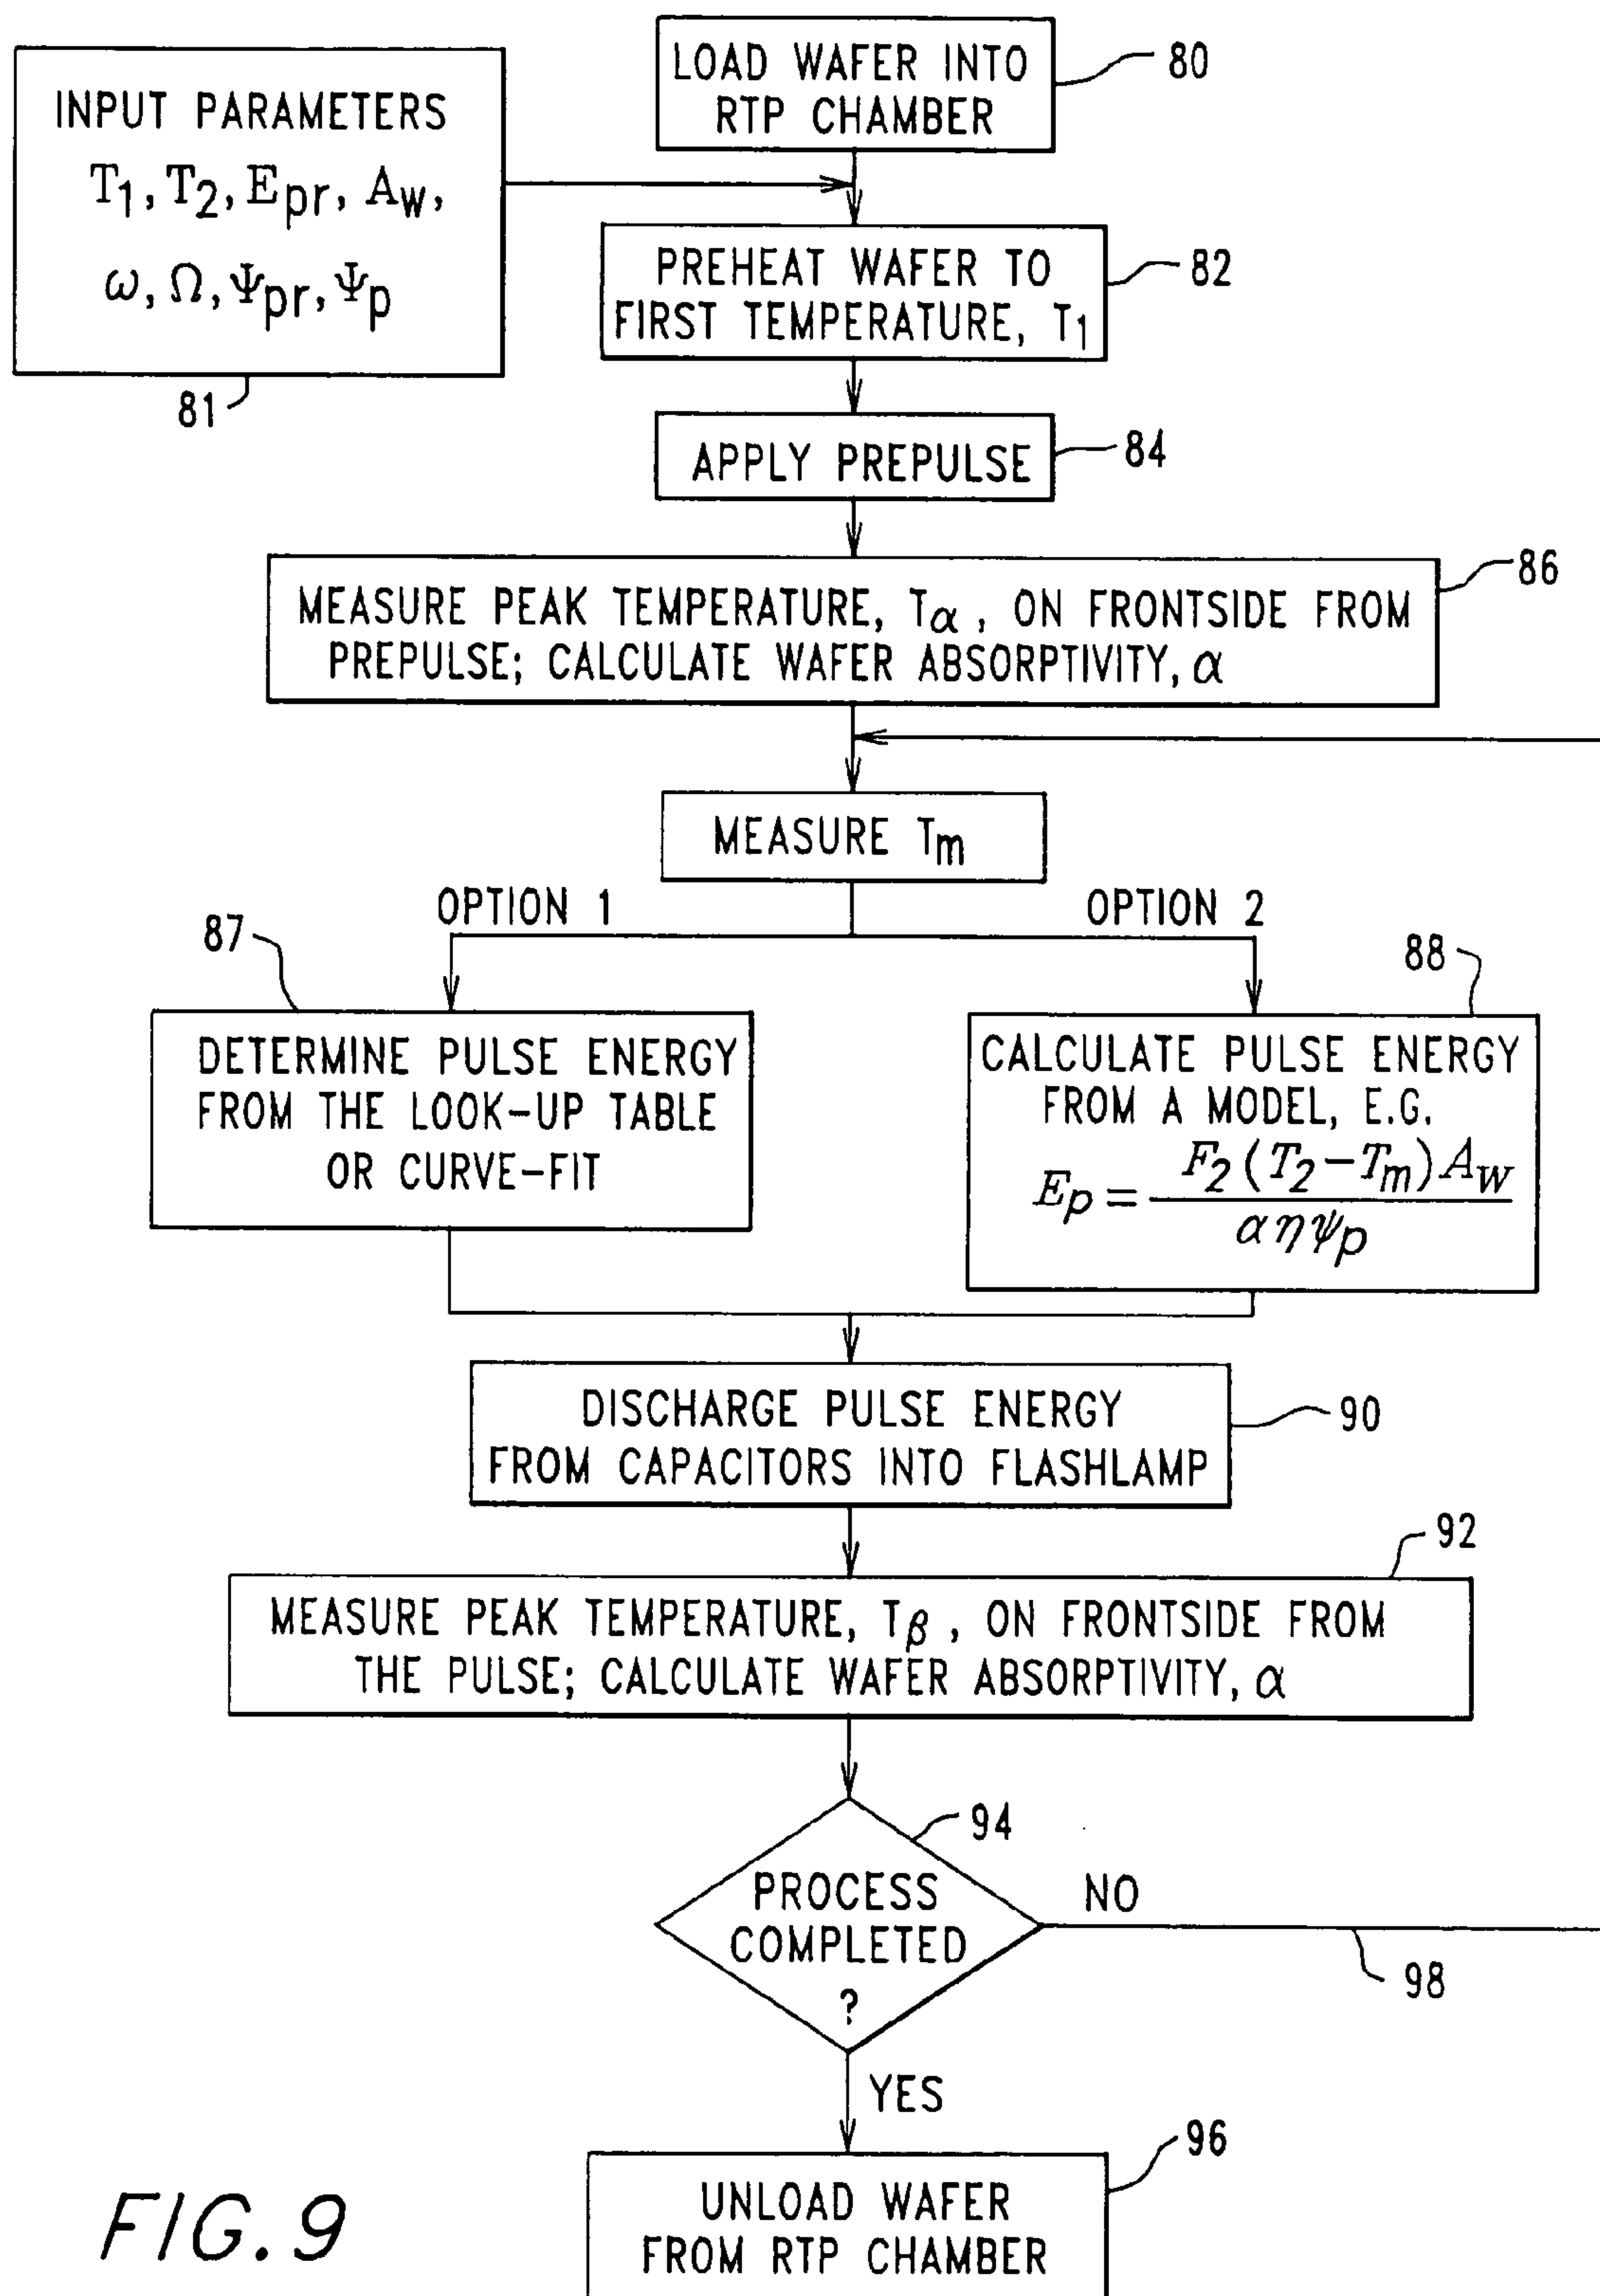 LOAD WAFER INTO
RTP CHAMBER
80
INPUT PARAMETERS
T1, T2, Epr, Aw,
ω, Ω, Ψpr, Ψp
81
PREHEAT WAFER TO
FIRST TEMPERATURE, T1
82
APPLY PREPULSE
84
MEASURE PEAK TEMPERATURE, Tα, ON FRONTSIDE FROM
PREPULSE; CALCULATE WAFER ABSORPTIVITY, α
86
MEASURE Tm
OPTION 1
OPTION 2
87
DETERMINE PULSE ENERGY
FROM THE LOOK-UP TABLE
OR CURVE-FIT
88
CALCULATE PULSE ENERGY
FROM A MODEL, E.G.
Ep = F2 (T2-Tm) Aw / α η ψp
DISCHARGE PULSE ENERGY
FROM CAPACITORS INTO FLASHLAMP
90
92
MEASURE PEAK TEMPERATURE, Tβ, ON FRONTSIDE FROM
THE PULSE; CALCULATE WAFER ABSORPTIVITY, α
94
PROCESS
COMPLETED
?
NO
98
YES
96
UNLOAD WAFER
FROM RTP CHAMBER
FIG. 9